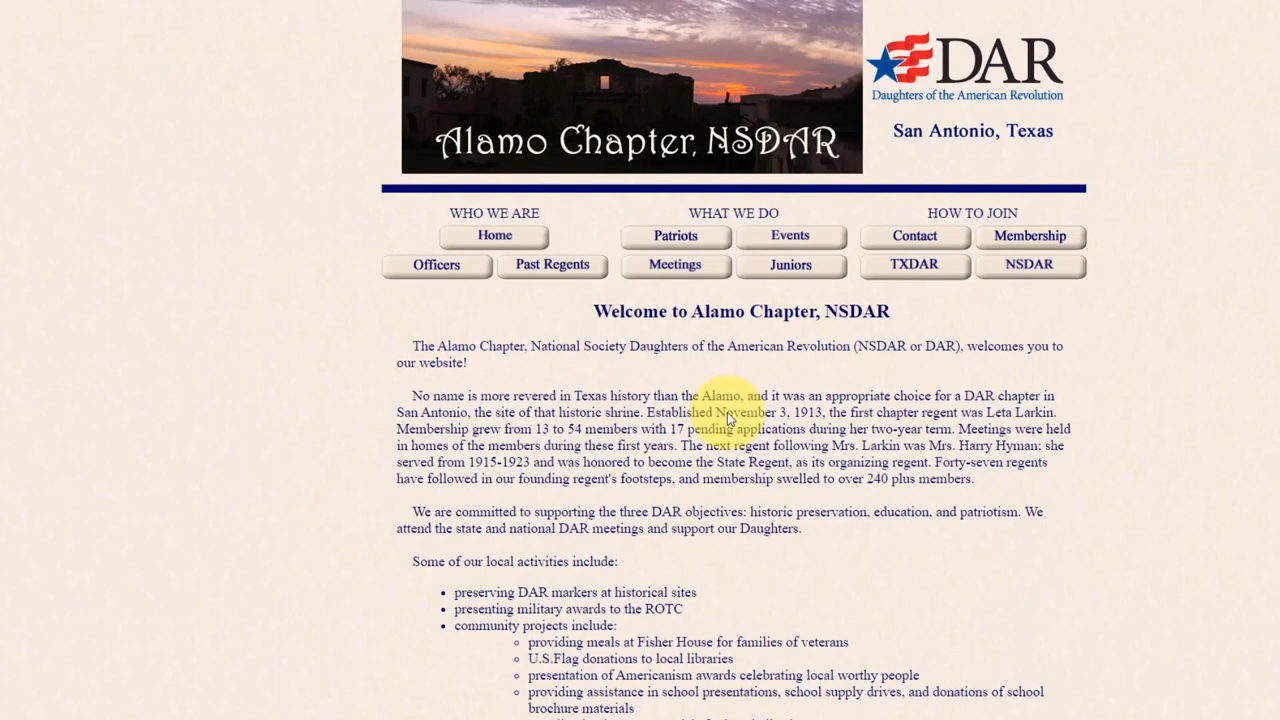 Alamo Chapter, NSDAR
DAR
Daughters of the American Revolution
San Antonio, Texas
WHO WE ARE
WHAT WE DO
HOW TO JOIN
Home
Patriots
Events
Contact
Membership
Officers
Past Regents
Meetings
Juniors
TXDAR
NSDAR
Welcome to Alamo Chapter, NSDAR
The Alamo Chapter, National Society Daughters of the American Revolution (NSDAR or DAR), welcomes you to
our website!
No name is more revered in Texas history than the Alamo, and it was an appropriate choice for a DAR chapter in
San Antonio, the site of that historic shrine. Established November 3, 1913, the first chapter regent was Leta Larkin.
Membership grew from 13 to 54 members with 17 pending applications during her two-year term. Meetings were held
in homes of the members during these first years. The next regent following Mrs. Larkin was Mrs. Harry Hyman; she
served from 1915-1923 and was honored to become the State Regent, as its organizing regent. Forty-seven regents
have followed in our founding regent's footsteps, and membership swelled to over 240 plus members.
We are committed to supporting the three DAR objectives: historic preservation, education, and patriotism. We
attend the state and national DAR meetings and support our Daughters.
Some of our local activities include:
• preserving DAR markers at historical sites
• presenting military awards to the ROTC
• community projects include:
◦ providing meals at Fisher House for families of veterans
◦ U.S.Flag donations to local libraries
◦ presentation of Americanism awards celebrating local worthy people
◦ providing assistance in school presentations, school supply drives, and donations of school
brochure materials